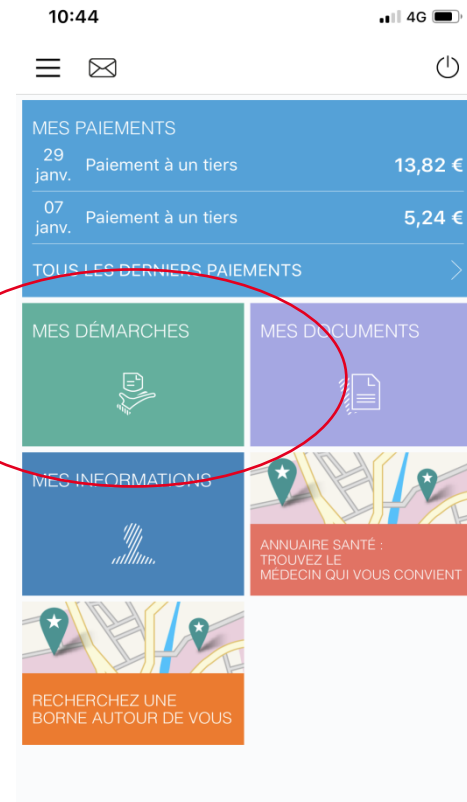 10:44
4G
MES PAIEMENTS
29 janv. Paiement à un tiers 13,82 €
07 janv. Paiement à un tiers 5,24 €
TOUS LES DERNIERS PAIEMENTS
MES DÉMARCHES
MES DOCUMENTS
MES INFORMATIONS
ANNUAIRE SANTÉ :
TROUVEZ LE
MÉDECIN QUI VOUS CONVIENT
RECHERCHEZ UNE
BORNE AUTOUR DE VOUS